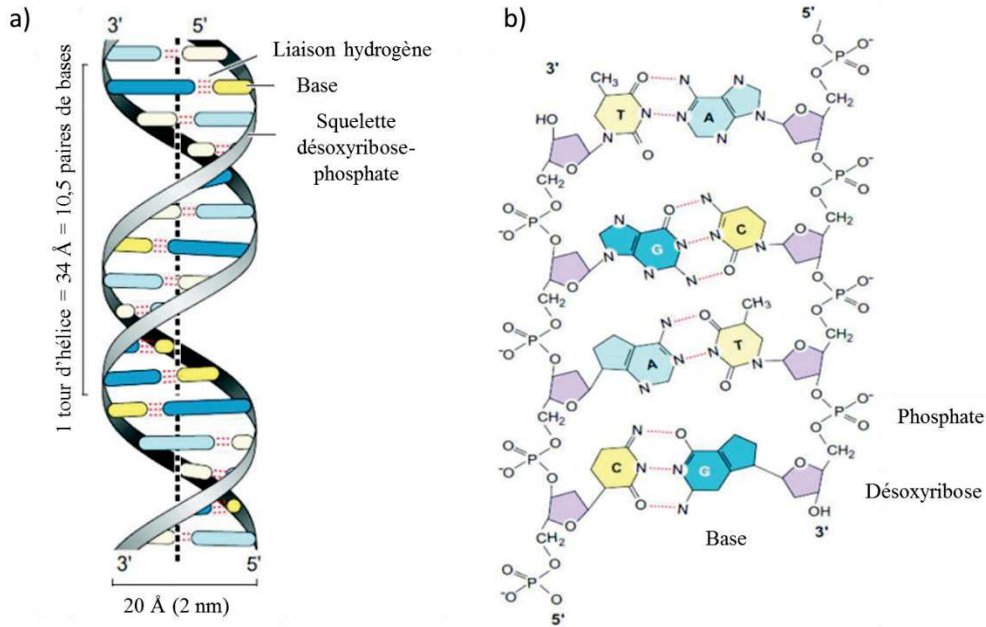 a)
3' 5'
Liaison hydrogène
Base
Squelette
désoxyribose-
phosphate
1 tour d’hélice = 34 Å = 10,5 paires de bases
3' 5'
20 Å (2 nm)
b)
5'
3'
CH₃
T A
HO
O
N
CH₂
O⁻
P
G C
CH₃
A T
C G
Phosphate
Désoxyribose
Base
OH
3'
5'